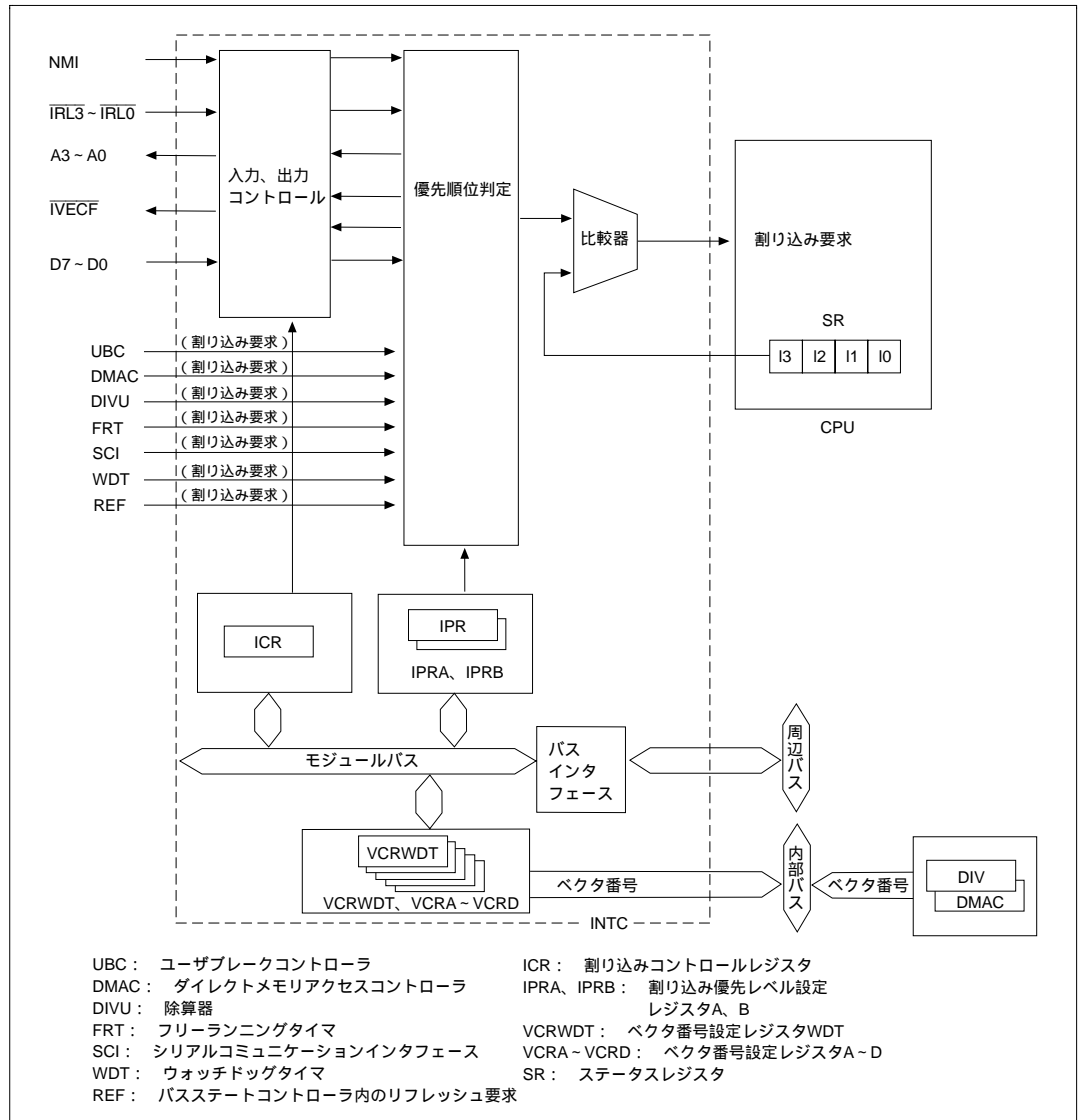 NMI
IRL3～IRL0
A3～A0
IVECF
D7～D0
入力、出力
コントロール
優先順位判定
比較器
割り込み要求
SR
I3 I2 I1 I0
CPU
UBC （割り込み要求）
DMAC （割り込み要求）
DIVU （割り込み要求）
FRT （割り込み要求）
SCI （割り込み要求）
WDT （割り込み要求）
REF （割り込み要求）
ICR
IPR
IPRA、IPRB
モジュールバス
バス
インタ
フェース
周辺バス
VCRWDT
VCRWDT、VCRA～VCRD
ベクタ番号
内部バス
ベクタ番号
DIV
DMAC
INTC
UBC： ユーザブレークコントローラ
DMAC： ダイレクトメモリアクセスコントローラ
DIVU： 除算器
FRT： フリーランニングタイマ
SCI： シリアルコミュニケーションインタフェース
WDT： ウォッチドッグタイマ
REF： バスステートコントローラ内のリフレッシュ要求
ICR： 割り込みコントロールレジスタ
IPRA、IPRB： 割り込み優先レベル設定
レジスタA、B
VCRWDT： ベクタ番号設定レジスタWDT
VCRA～VCRD： ベクタ番号設定レジスタA～D
SR： ステータスレジスタ